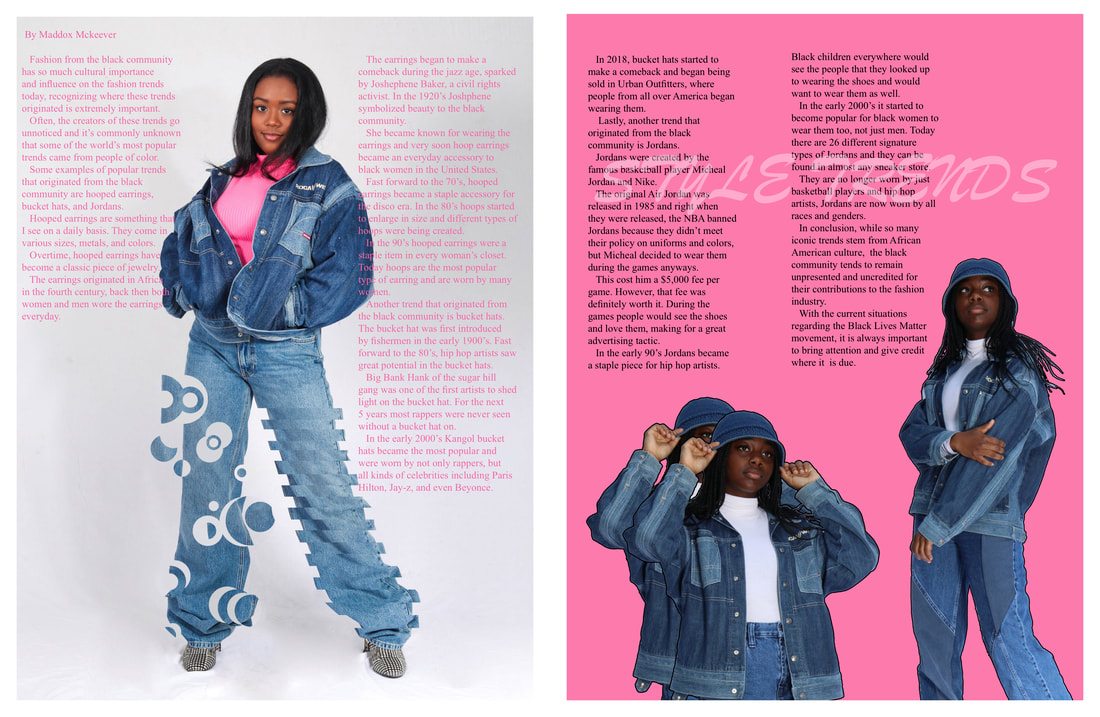 By Maddox Mckeever
Fashion from the black community
has so much cultural importance
and influence on the fashion trends
today, recognizing where these trends
originated is extremely important.
Often, the creators of these trends go
unnoticed and it's commonly unknown
that some of the world's most popular
trends came from people of color.
Some examples of popular trends
that originated from the black
community are hooped earrings,
bucket hats, and Jordans.
Hooped earrings are something that
I see on a daily basis. They come in
various sizes, metals, and colors.
Overtime, hooped earrings have
become a classic piece of jewelry.
The earrings originated in Africa
in the fourth century, back then both
women and men wore the earrings
everyday.
The earrings began to make a
comeback during the jazz age, sparked
by Joshephene Baker, a civil rights
activist. In the 1920's Joshphene
symbolized beauty to the black
community.
She became known for wearing the
earrings and very soon hoop earrings
became an everyday accessory to
black women in the United States.
Fast forward to the 70's, hooped
earrings became a staple accessory for
the disco era. In the 80's hoops started
to enlarge in size and different types of
hoops were being created.
In the 90's hooped earrings were a
staple item in every woman's closet.
Today hoops are the most popular
type of earring and are worn by many
women.
Another trend that originated from
the black community is bucket hats.
The bucket hat was first introduced
by fishermen in the early 1900's. Fast
forward to the 80's, hip hop artists saw
great potential in the bucket hats.
Big Bank Hank of the sugar hill
gang was one of the first artists to shed
light on the bucket hat. For the next
5 years most rappers were never seen
without a bucket hat on.
In the early 2000's Kangol bucket
hats became the most popular and
were worn by not only rappers, but
all kinds of celebrities including Paris
Hilton, Jay-z, and even Beyonce.
In 2018, bucket hats started to
make a comeback and began being
sold in Urban Outfitters, where
people from all over America began
wearing them.
Lastly, another trend that
originated from the black
community is Jordans.
Jordans were created by the
famous basketball player Micheal
Jordan and Nike.
The original Air Jordan was
released in 1985 and right when
they were released, the NBA banned
Jordans because they didn't meet
their policy on uniforms and colors,
but Micheal decided to wear them
during the games anyways.
This cost him a $5,000 fee per
game. However, that fee was
definitely worth it. During the
games people would see the shoes
and love them, making for a great
advertising tactic.
In the early 90's Jordans became
a staple piece for hip hop artists.
Black children everywhere would
see the people that they looked up
to wearing the shoes and would
want to wear them as well.
In the early 2000's it started to
become popular for black women to
wear them too, not just men. Today
there are 26 different signature
types of Jordans and they can be
found in almost any sneaker store
They are no longer worn by just
basketball players and hip hop
artists, Jordans are now worn by all
races and genders.
In conclusion, while so many
iconic trends stem from African
American culture, the black
community tends to remain
unpresented and uncredited for
their contributions to the fashion
industry.
With the current situations
regarding the Black Lives Matter
movement, it is always important
to bring attention and give credit
where it is due.
TRENDS